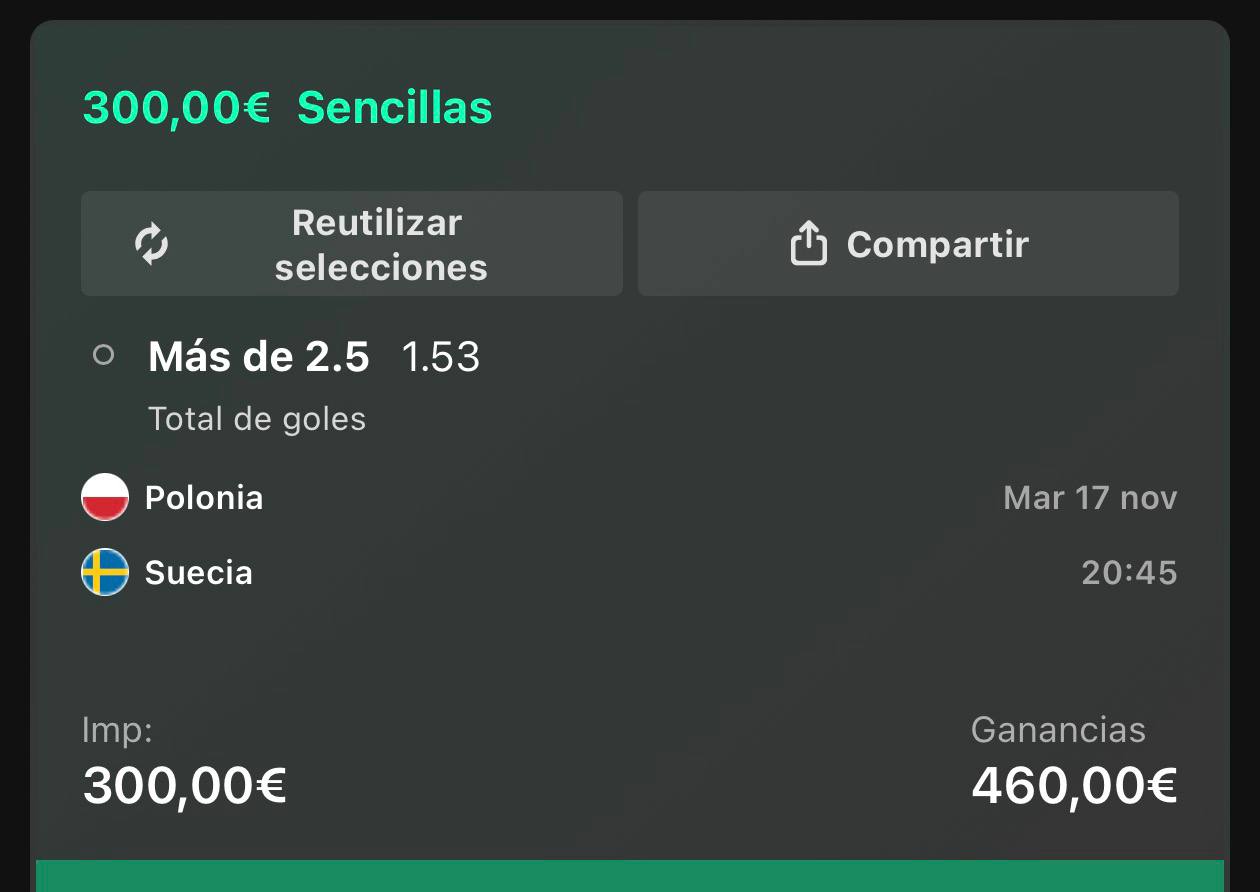 300,00€ Sencillas
Reutilizar
selecciones
Compartir
Más de 2.5 1.53
Total de goles
Polonia
Mar 17 nov
Suecia
20:45
Imp:
Ganancias
300,00€
460,00€